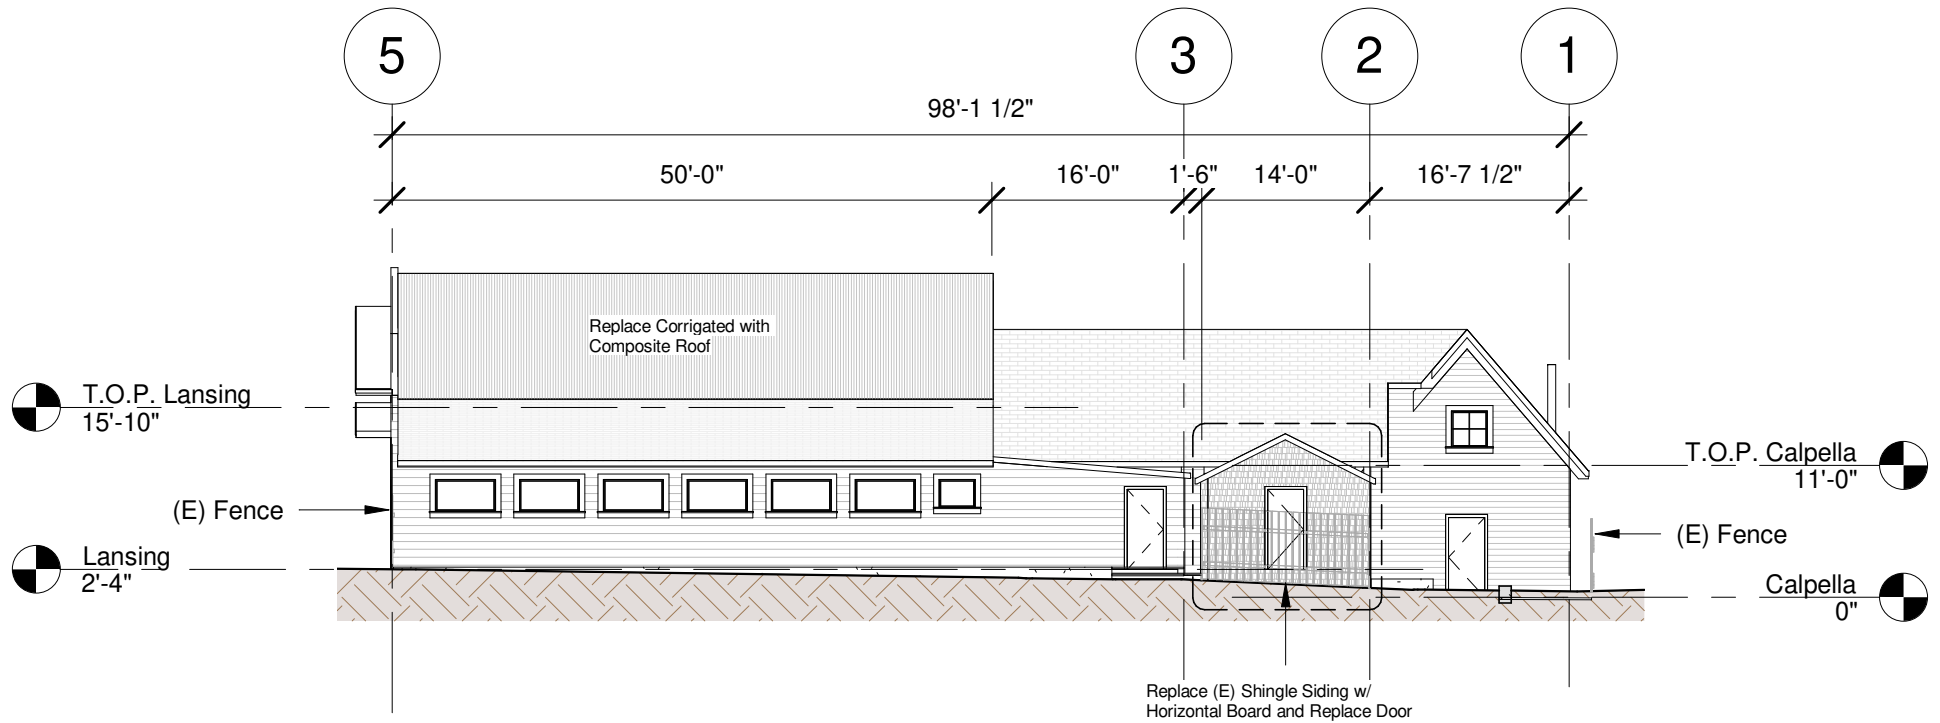 5
3
2
1
98'-1 1/2"
50'-0"
16'-0"
1'-6"
14'-0"
16'-7 1/2"
Replace Corrigated with
Composite Roof
T.O.P. Lansing
15'-10"
T.O.P. Calpella
11'-0"
(E) Fence
(E) Fence
Lansing
2'-4"
Calpella
0"
Replace (E) Shingle Siding w/
Horizontal Board and Replace Door